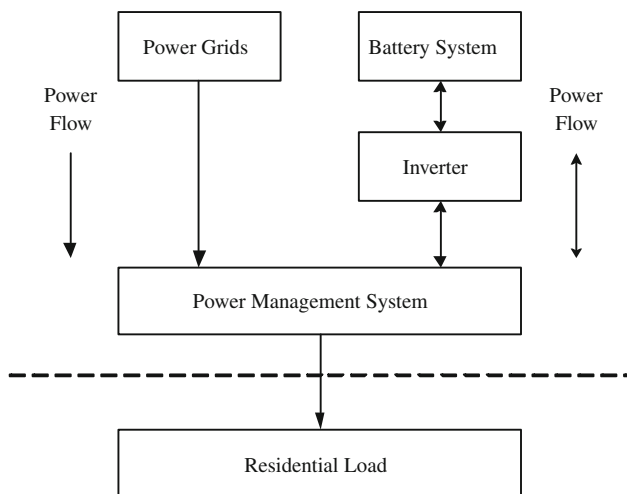 Power Grids
Battery System
Power
Flow
Power
Flow
Inverter
Power Management System
Residential Load